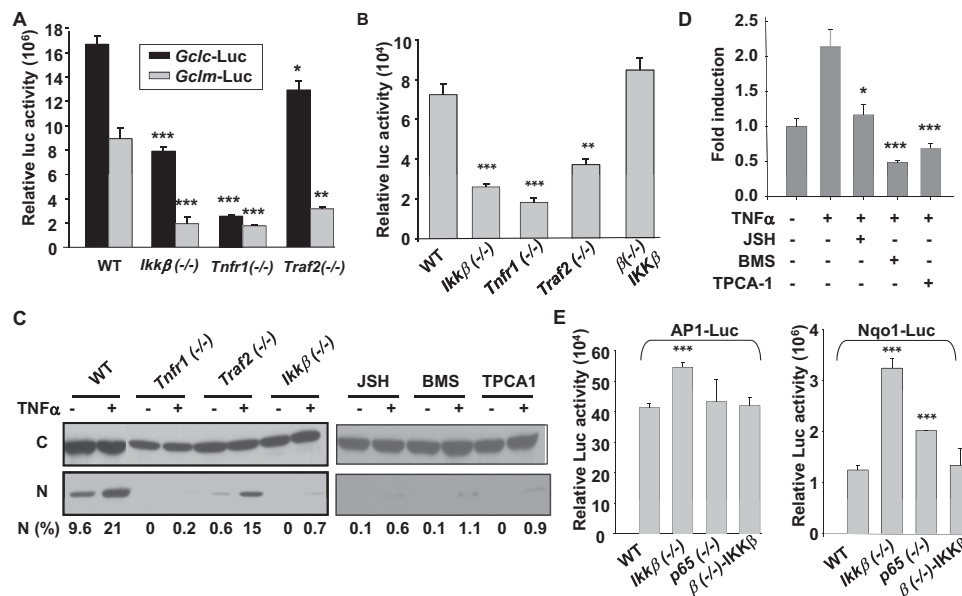 A
Relative luc activity (10⁶)
18
16
14
12
10
8
6
4
2
0
Gclc-Luc
Gclm-Luc
***
***
***
***
*
**
WT
Ikkβ (-/-)
Tnfr1(-/-)
Traf2(-/-)
B
Relative luc activity (10⁴)
10
8
6
4
2
0
***
***
**
WT
Ikkβ (-/-)
Tnfr1 (-/-)
Traf2 (-/-)
β(-/-)
IKKβ
D
Fold induction
2.5
2.0
1.5
1.0
0.5
0.0
*
***
***
TNFα - + + + +
JSH - - + - -
BMS - - - + -
TPCA-1 - - - - +
C
WT
Tnfr1 (-/-)
Traf2 (-/-)
Ikkβ (-/-)
JSH BMS TPCA1
TNFα - + - + - + - + - + - + - +
C
N
N (%) 9.6 21 0 0.2 0.6 15 0 0.7 0.1 0.6 0.1 1.1 0 0.9
E
AP1-Luc
Relative Luc activity (10⁴)
60
50
40
30
20
10
0
***
WT
Ikkβ (-/-)
p65 (-/-)
β (-/-)-IKKβ
Nqo1-Luc
Relative Luc activity (10⁶)
4
3
2
1
0
***
***
WT
Ikkβ (-/-)
p65 (-/-)
β (-/-)-IKKβ